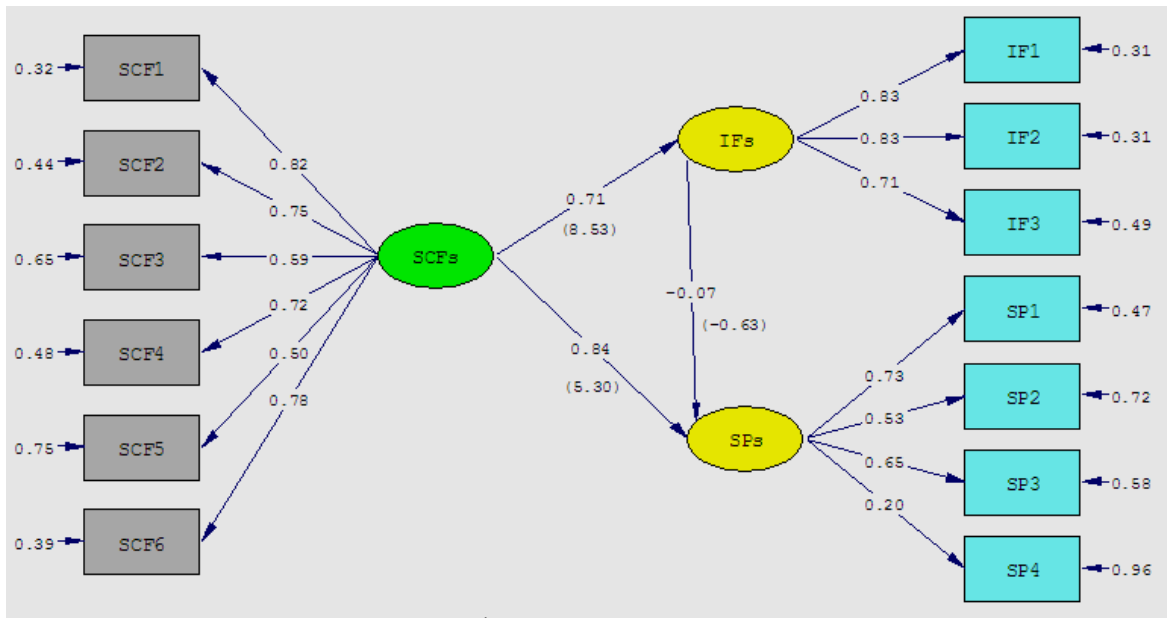 0.32
SCF1
0.44
SCF2
0.65
SCF3
0.48
SCF4
0.75
SCF5
0.39
SCF6
0.82
0.75
0.59
0.72
0.50
0.78
SCFs
0.71
(8.53)
0.84
(5.30)
IFs
-0.07
(-0.63)
SPs
0.83
0.83
0.71
0.73
0.53
0.65
0.20
IF1
0.31
IF2
0.31
IF3
0.49
SP1
0.47
SP2
0.72
SP3
0.58
SP4
0.96